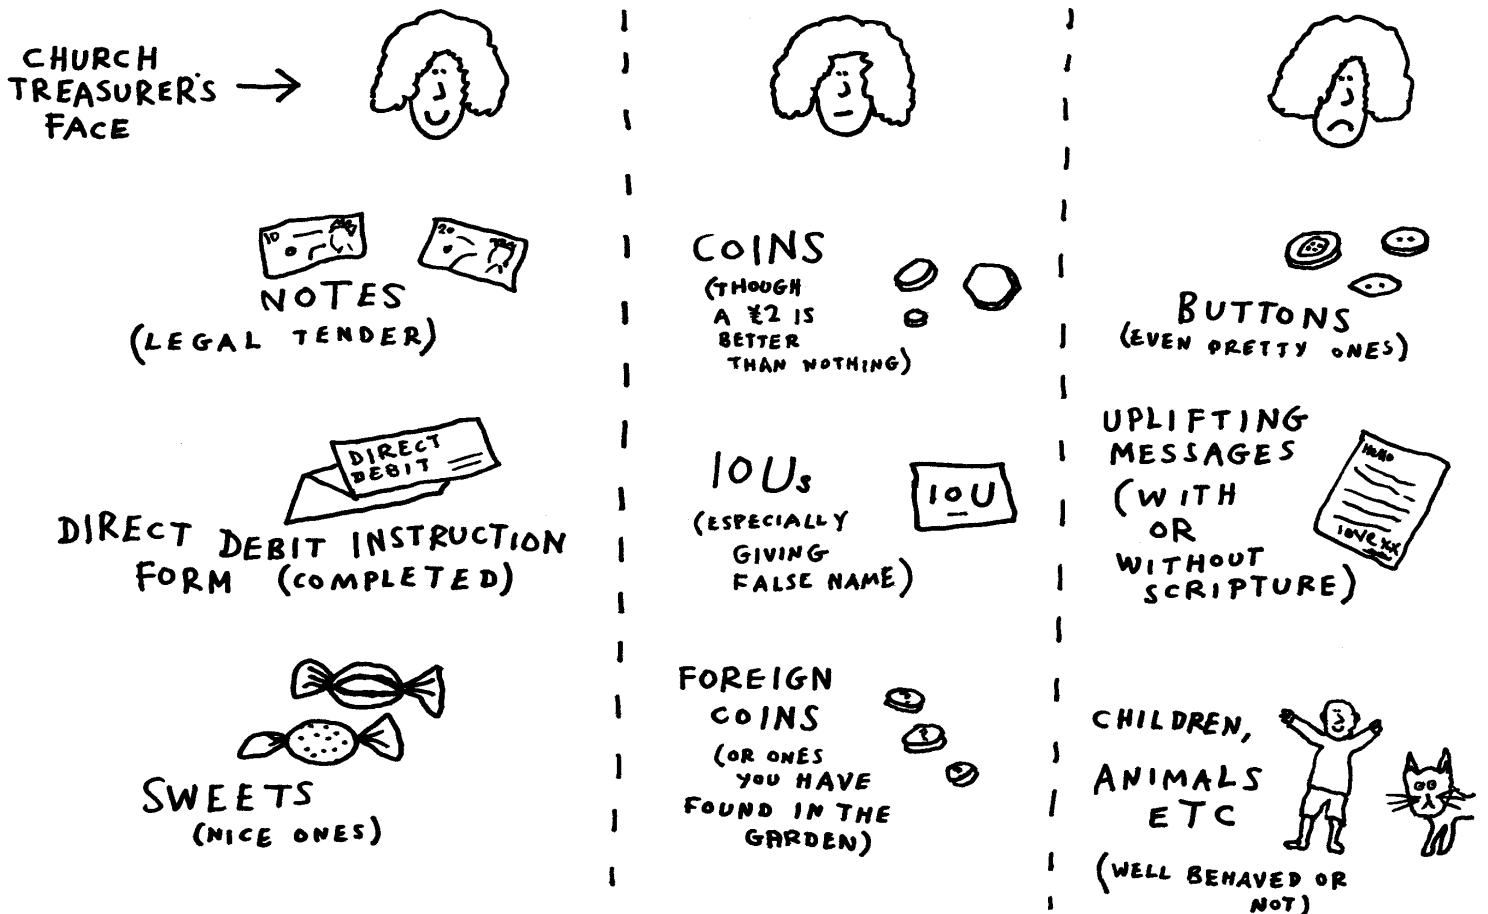 CHURCH
TREASURER'S
FACE
10
20
NOTES
(LEGAL TENDER)
DIRECT
DEBIT
DIRECT DEBIT INSTRUCTION
FORM (COMPLETED)
SWEETS
(NICE ONES)
COINS
(THOUGH
A £2 IS
BETTER
THAN NOTHING)
IOUs
(ESPECIALLY
GIVING
FALSE NAME)
IOU
FOREIGN
COINS
(OR ONES
YOU HAVE
FOUND IN THE
GARDEN)
BUTTONS
(EVEN PRETTY ONES)
UPLIFTING
MESSAGES
(WITH
OR
WITHOUT
SCRIPTURE)
Hello
love xx
CHILDREN,
ANIMALS
ETC
(WELL BEHAVED OR
NOT)